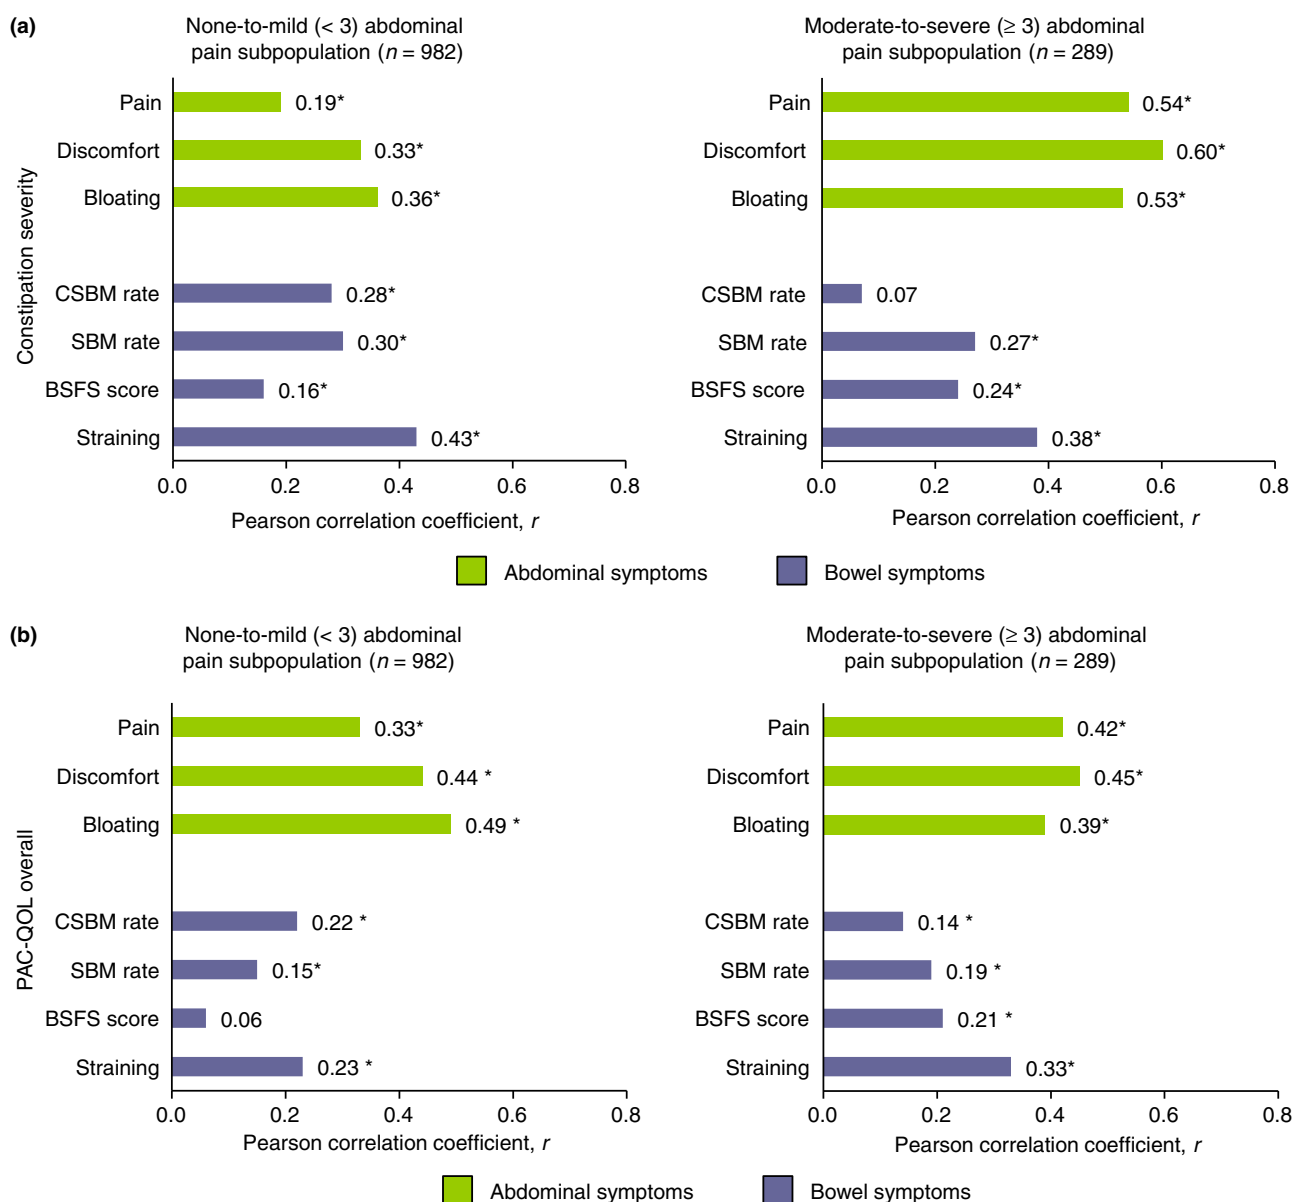 (a)
None-to-mild (< 3) abdominal
pain subpopulation (n = 982)
Constipation severity
Pain 0.19*
Discomfort 0.33*
Bloating 0.36*
CSBM rate 0.28*
SBM rate 0.30*
BSFS score 0.16*
Straining 0.43*
0.0 0.2 0.4 0.6 0.8
Pearson correlation coefficient, r
Moderate-to-severe (≥ 3) abdominal
pain subpopulation (n = 289)
Pain 0.54*
Discomfort 0.60*
Bloating 0.53*
CSBM rate 0.07
SBM rate 0.27*
BSFS score 0.24*
Straining 0.38*
0.0 0.2 0.4 0.6 0.8
Pearson correlation coefficient, r
Abdominal symptoms Bowel symptoms
(b)
None-to-mild (< 3) abdominal
pain subpopulation (n = 982)
PAC-QOL overall
Pain 0.33*
Discomfort 0.44 *
Bloating 0.49 *
CSBM rate 0.22 *
SBM rate 0.15*
BSFS score 0.06
Straining 0.23 *
0.0 0.2 0.4 0.6 0.8
Pearson correlation coefficient, r
Moderate-to-severe (≥ 3) abdominal
pain subpopulation (n = 289)
Pain 0.42*
Discomfort 0.45*
Bloating 0.39*
CSBM rate 0.14 *
SBM rate 0.19 *
BSFS score 0.21 *
Straining 0.33*
0.0 0.2 0.4 0.6 0.8
Pearson correlation coefficient, r
Abdominal symptoms Bowel symptoms